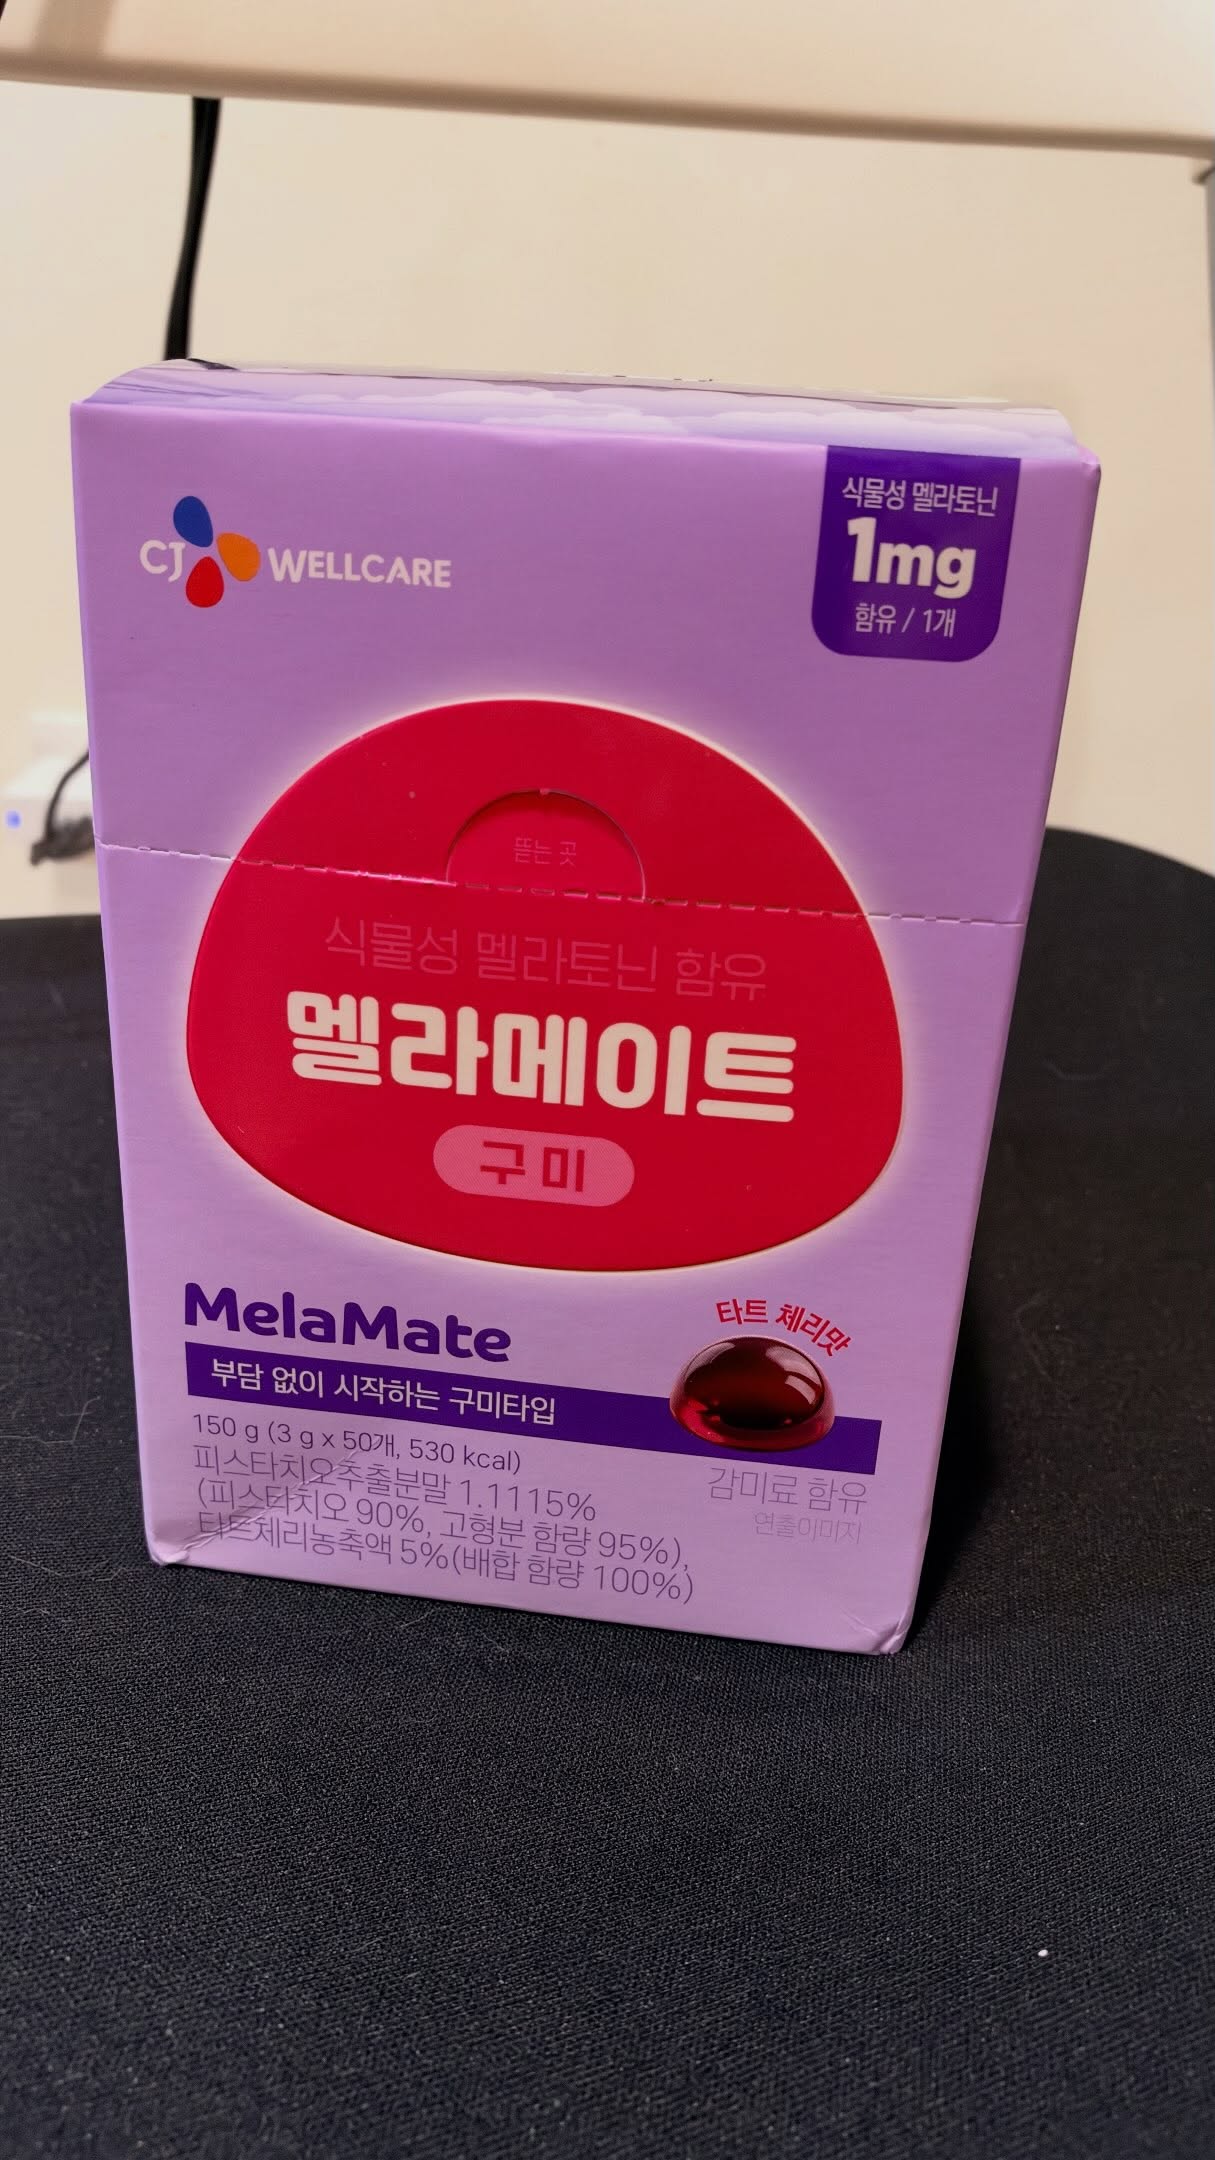 CJ WELLCARE
식물성 멜라토닌
1mg
함유 / 1개
뜯는 곳
식물성 멜라토닌 함유
멜라메이트
구미
MelaMate
타트 체리맛
부담 없이 시작하는 구미타입
150 g (3 g x 50개, 530 kcal)
피스타치오추출분말 1.1115%
(피스타치오 90%, 고형분 함량 95%),
타트체리농축액 5%(배합 함량 100%)
감미료 함유
연출이미지